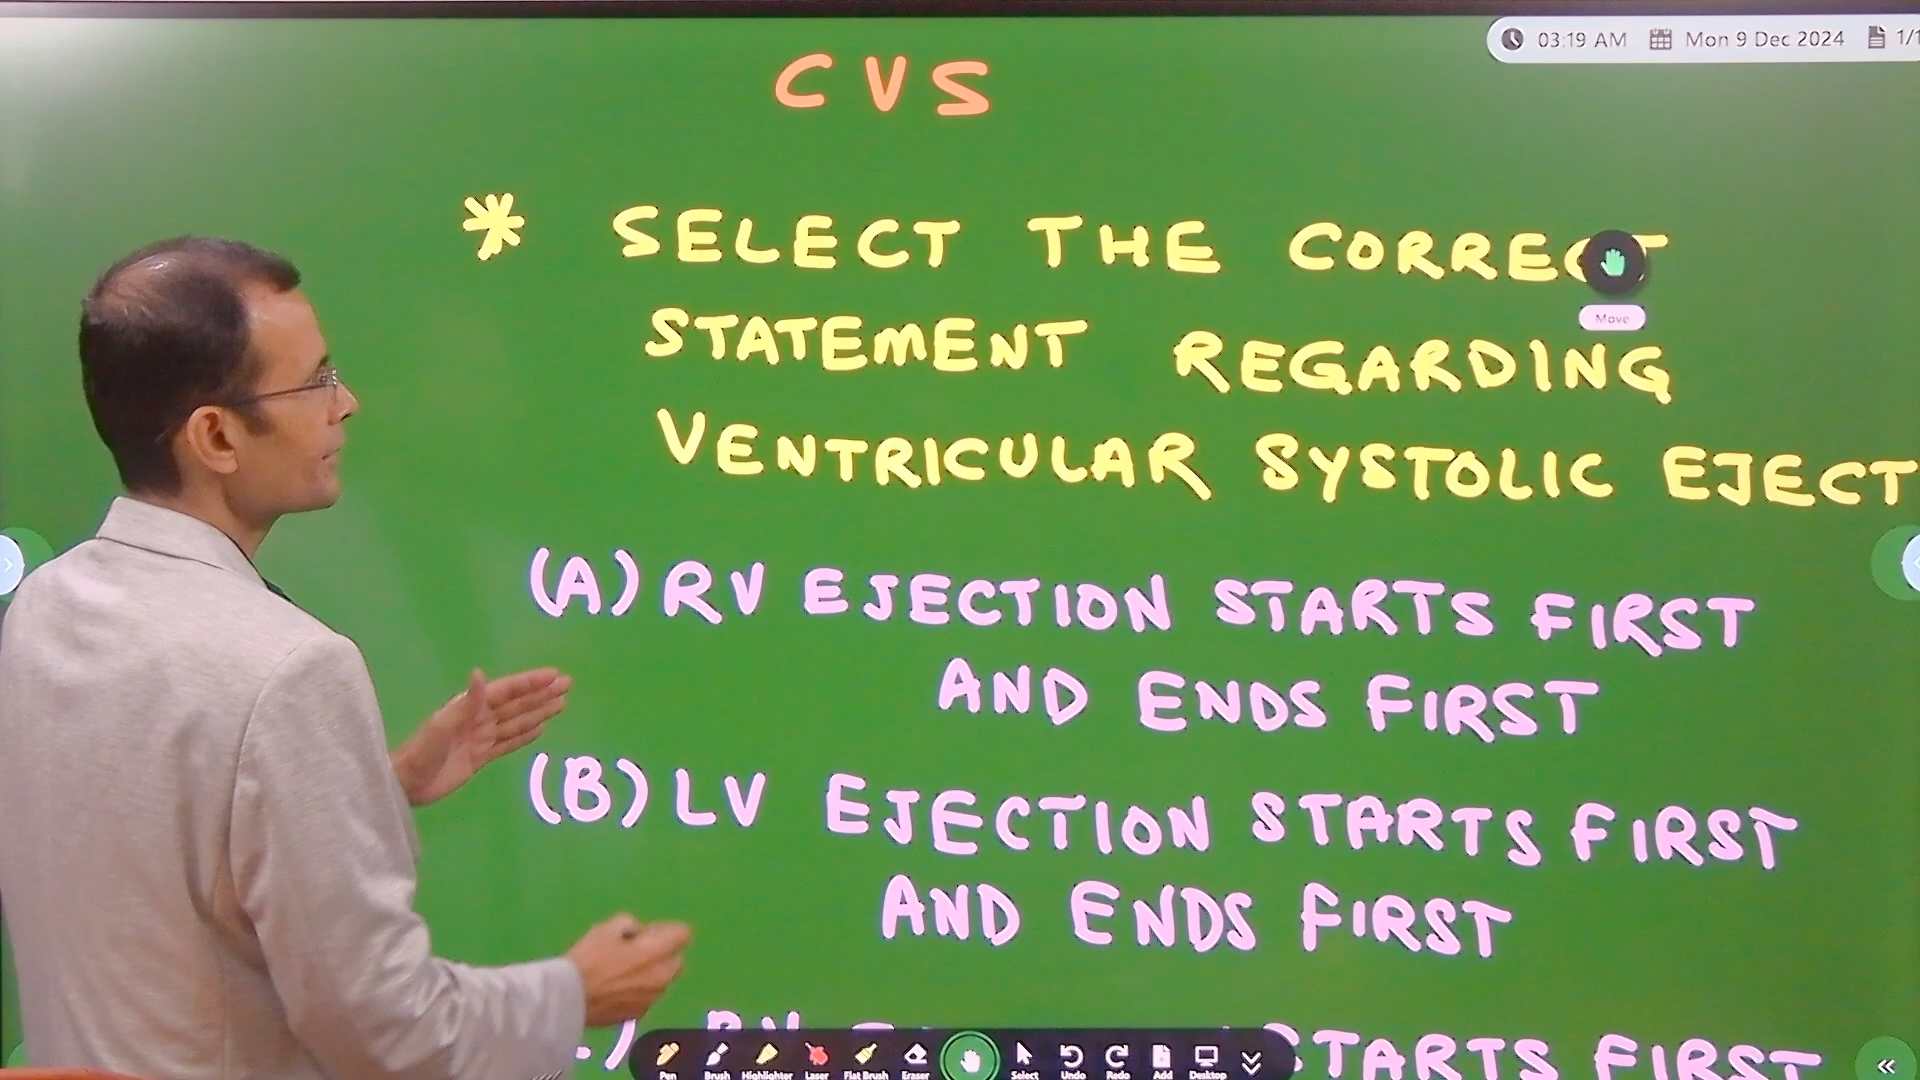 03:19 AM Mon 9 Dec 2024 1/1
CVS
* SELECT THE CORRECT
Move
STATEMENT REGARDING
VENTRICULAR SYSTOLIC EJECT
(A) RV EJECTION STARTS FIRST
AND ENDS FIRST
(B) LV EJECTION STARTS FIRST
AND ENDS FIRST
STARTS FIRST
Pen Brush Highlighter Laser Flat Brush Eraser Select Undo Redo Add Desktop